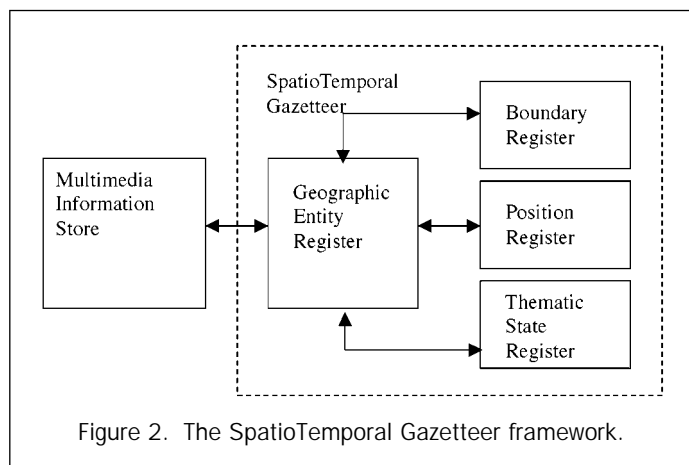 SpatioTemporal
Gazetteer
Boundary
Register
Multimedia
Information
Store
Geographic
Entity
Register
Position
Register
Thematic
State
Register
Figure 2. The SpatioTemporal Gazetteer framework.